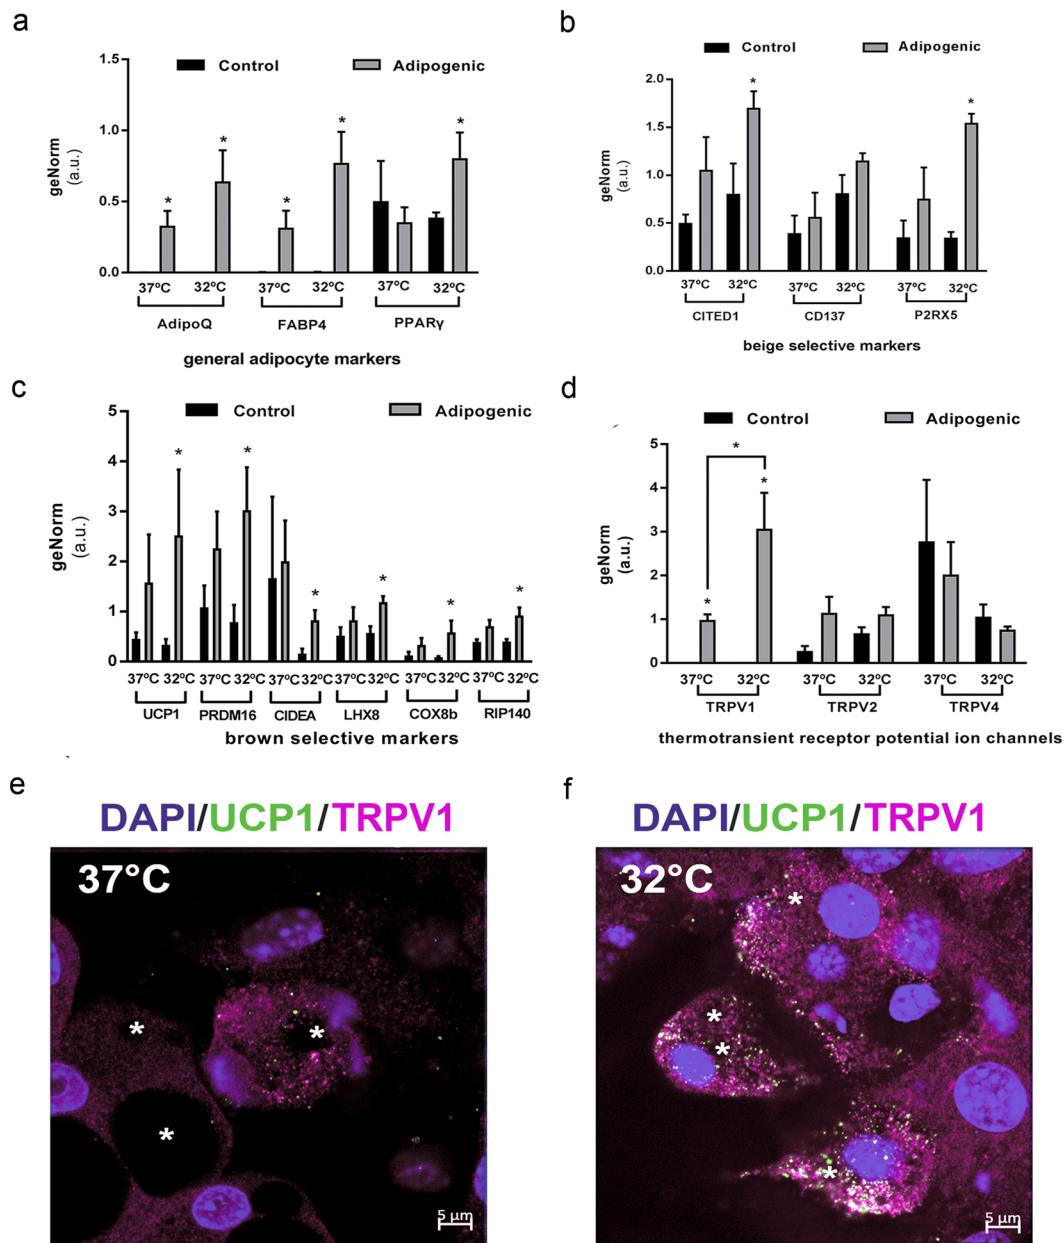 a
Control
Adipogenic
1.5
1.0
0.5
0.0
geNorm
(a.u.)
*
*
*
*
*
37ºC 32ºC 37ºC 32ºC 37ºC 32ºC
AdipoQ FABP4 PPARγ
general adipocyte markers
b
Control
Adipogenic
2.0
1.5
1.0
0.5
0.0
geNorm
(a.u.)
*
*
37ºC 32ºC 37ºC 32ºC 37ºC 32ºC
CITED1 CD137 P2RX5
beige selective markers
c
Control
Adipogenic
5
4
3
2
1
0
geNorm
(a.u.)
*
*
*
*
*
*
37ºC 32ºC 37ºC 32ºC 37ºC 32ºC 37ºC 32ºC 37ºC 32ºC 37ºC 32ºC
UCP1 PRDM16 CIDEA LHX8 COX8b RIP140
brown selective markers
d
Control
Adipogenic
5
4
3
2
1
0
geNorm
(a.u.)
*
*
*
37ºC 32ºC 37ºC 32ºC 37ºC 32ºC
TRPV1 TRPV2 TRPV4
thermotransient receptor potential ion channels
e
DAPI/UCP1/TRPV1
37°C
*
*
*
5 μm
f
DAPI/UCP1/TRPV1
32°C
*
*
*
*
5 μm